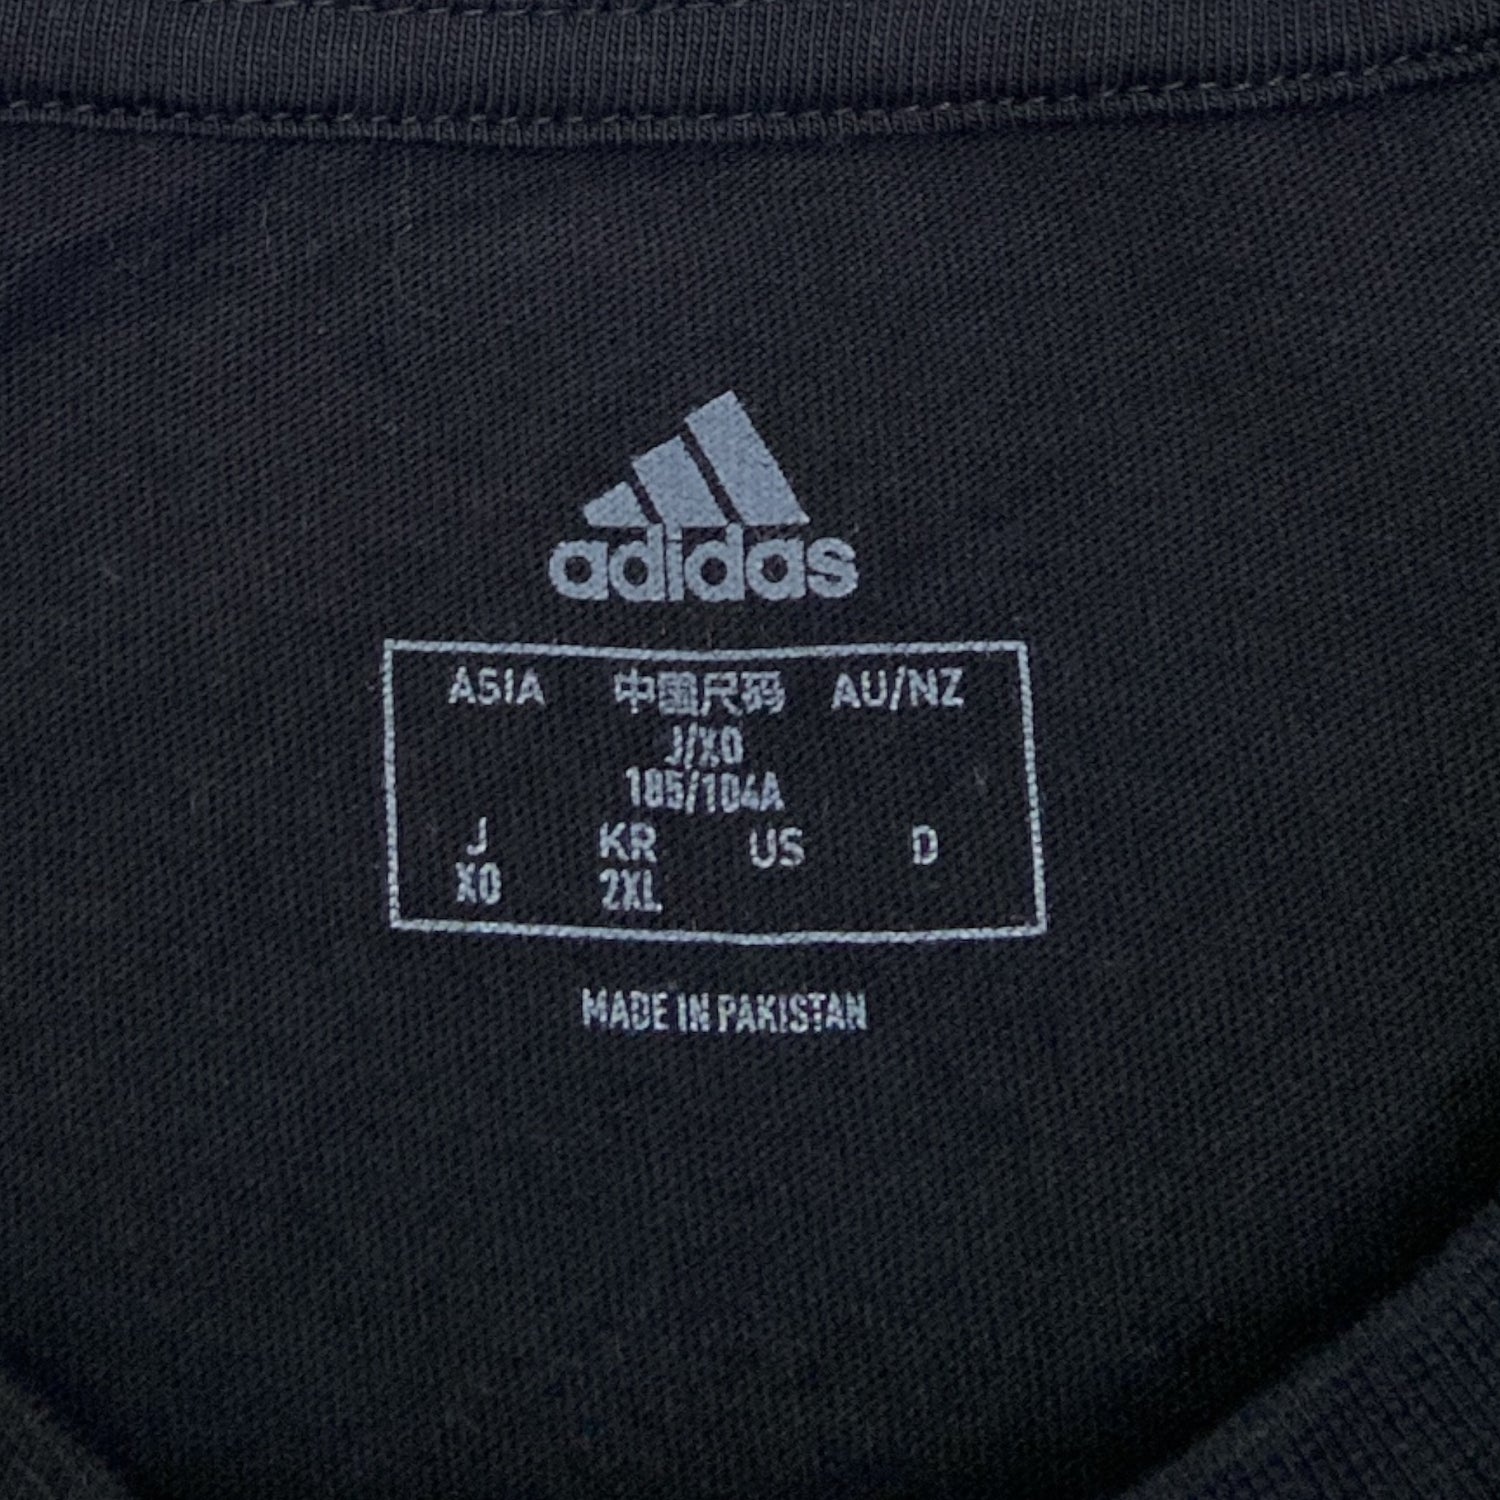 adidas
ASIA 中國尺码 AU/NZ
J/XO
185/104A
J KR US D
XO 2XL
MADE IN PAKISTAN